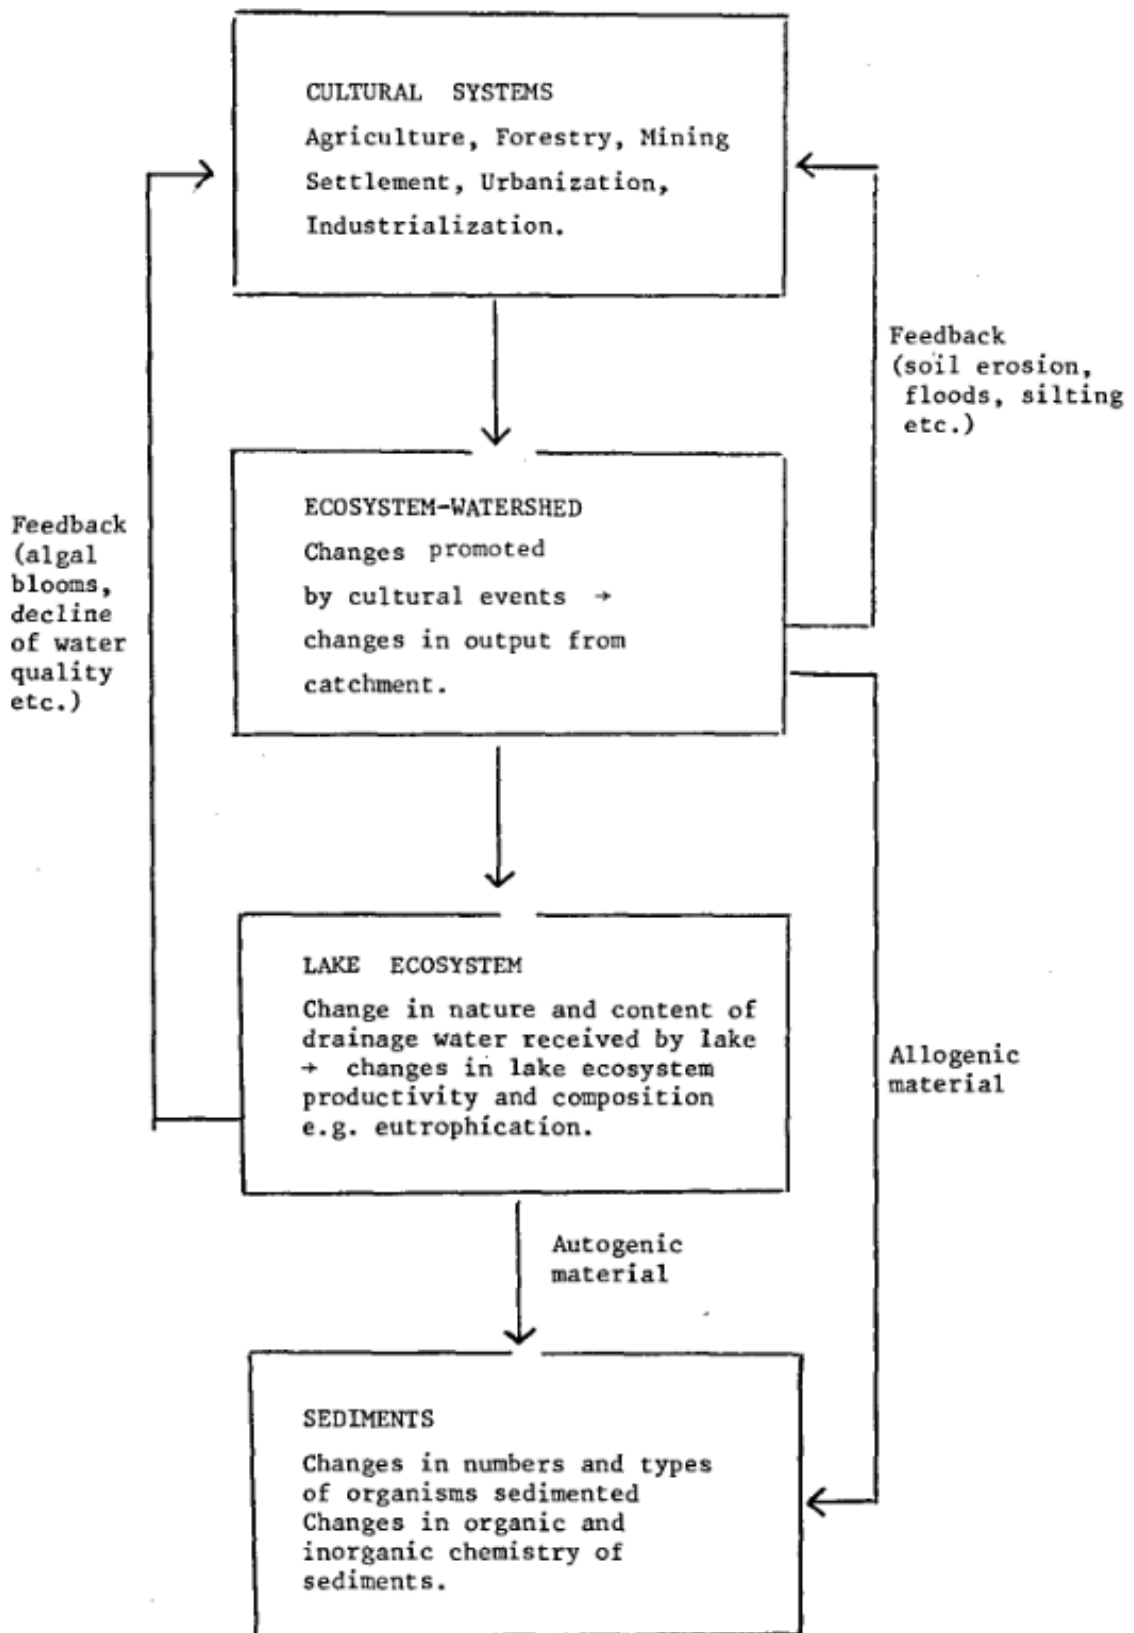 CULTURAL SYSTEMS
Agriculture, Forestry, Mining
Settlement, Urbanization,
Industrialization.
Feedback
(soil erosion,
floods, silting
etc.)
ECOSYSTEM-WATERSHED
Changes promoted
by cultural events →
changes in output from
catchment.
Feedback
(algal
blooms,
decline
of water
quality
etc.)
LAKE ECOSYSTEM
Change in nature and content of
drainage water received by lake
→ changes in lake ecosystem
productivity and composition
e.g. eutrophication.
Allogenic
material
Autogenic
material
SEDIMENTS
Changes in numbers and types
of organisms sedimented
Changes in organic and
inorganic chemistry of
sediments.